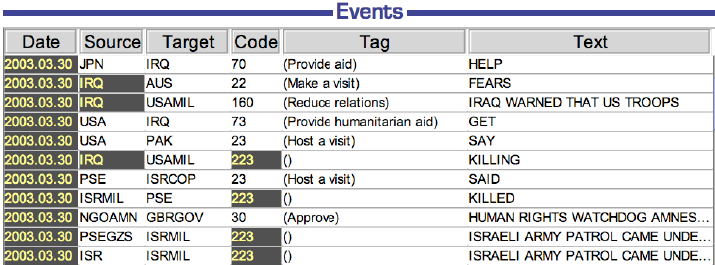 Events
Date Source Target Code Tag Text
2003.03.30 JPN IRQ 70 (Provide aid) HELP
2003.03.30 IRQ AUS 22 (Make a visit) FEARS
2003.03.30 IRQ USAMIL 160 (Reduce relations) IRAQ WARNED THAT US TROOPS
2003.03.30 USA IRQ 73 (Provide humanitarian aid) GET
2003.03.30 USA PAK 23 (Host a visit) SAY
2003.03.30 IRQ USAMIL 223 () KILLING
2003.03.30 PSE ISRCOP 23 (Host a visit) SAID
2003.03.30 ISRMIL PSE 223 () KILLED
2003.03.30 NGOAMN GBRGOV 30 (Approve) HUMAN RIGHTS WATCHDOG AMNES...
2003.03.30 PSEGZS ISRMIL 223 () ISRAELI ARMY PATROL CAME UNDE...
2003.03.30 ISR ISRMIL 223 () ISRAELI ARMY PATROL CAME UNDE...